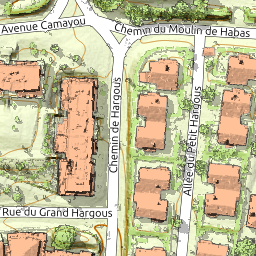 Avenue Camayou
Chemin du Moulin de Habas
Chemin de Hargous
Allée du Petit Hargous
Rue du Grand Hargous